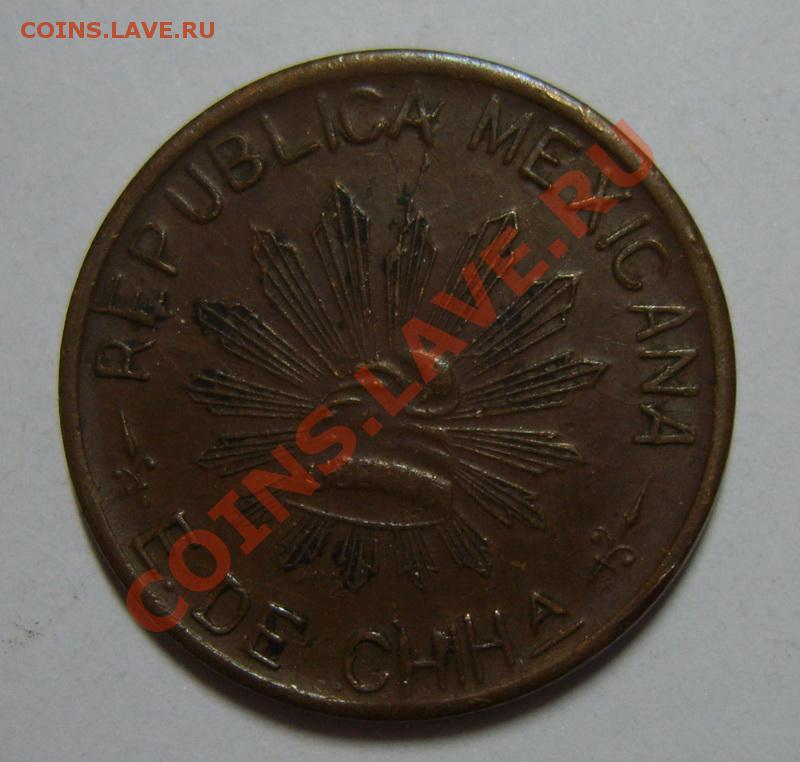 COINS.LAVE.RU
REPUBLICA MEXICANA
E. DE CHIHA
COINS.LAVE.RU